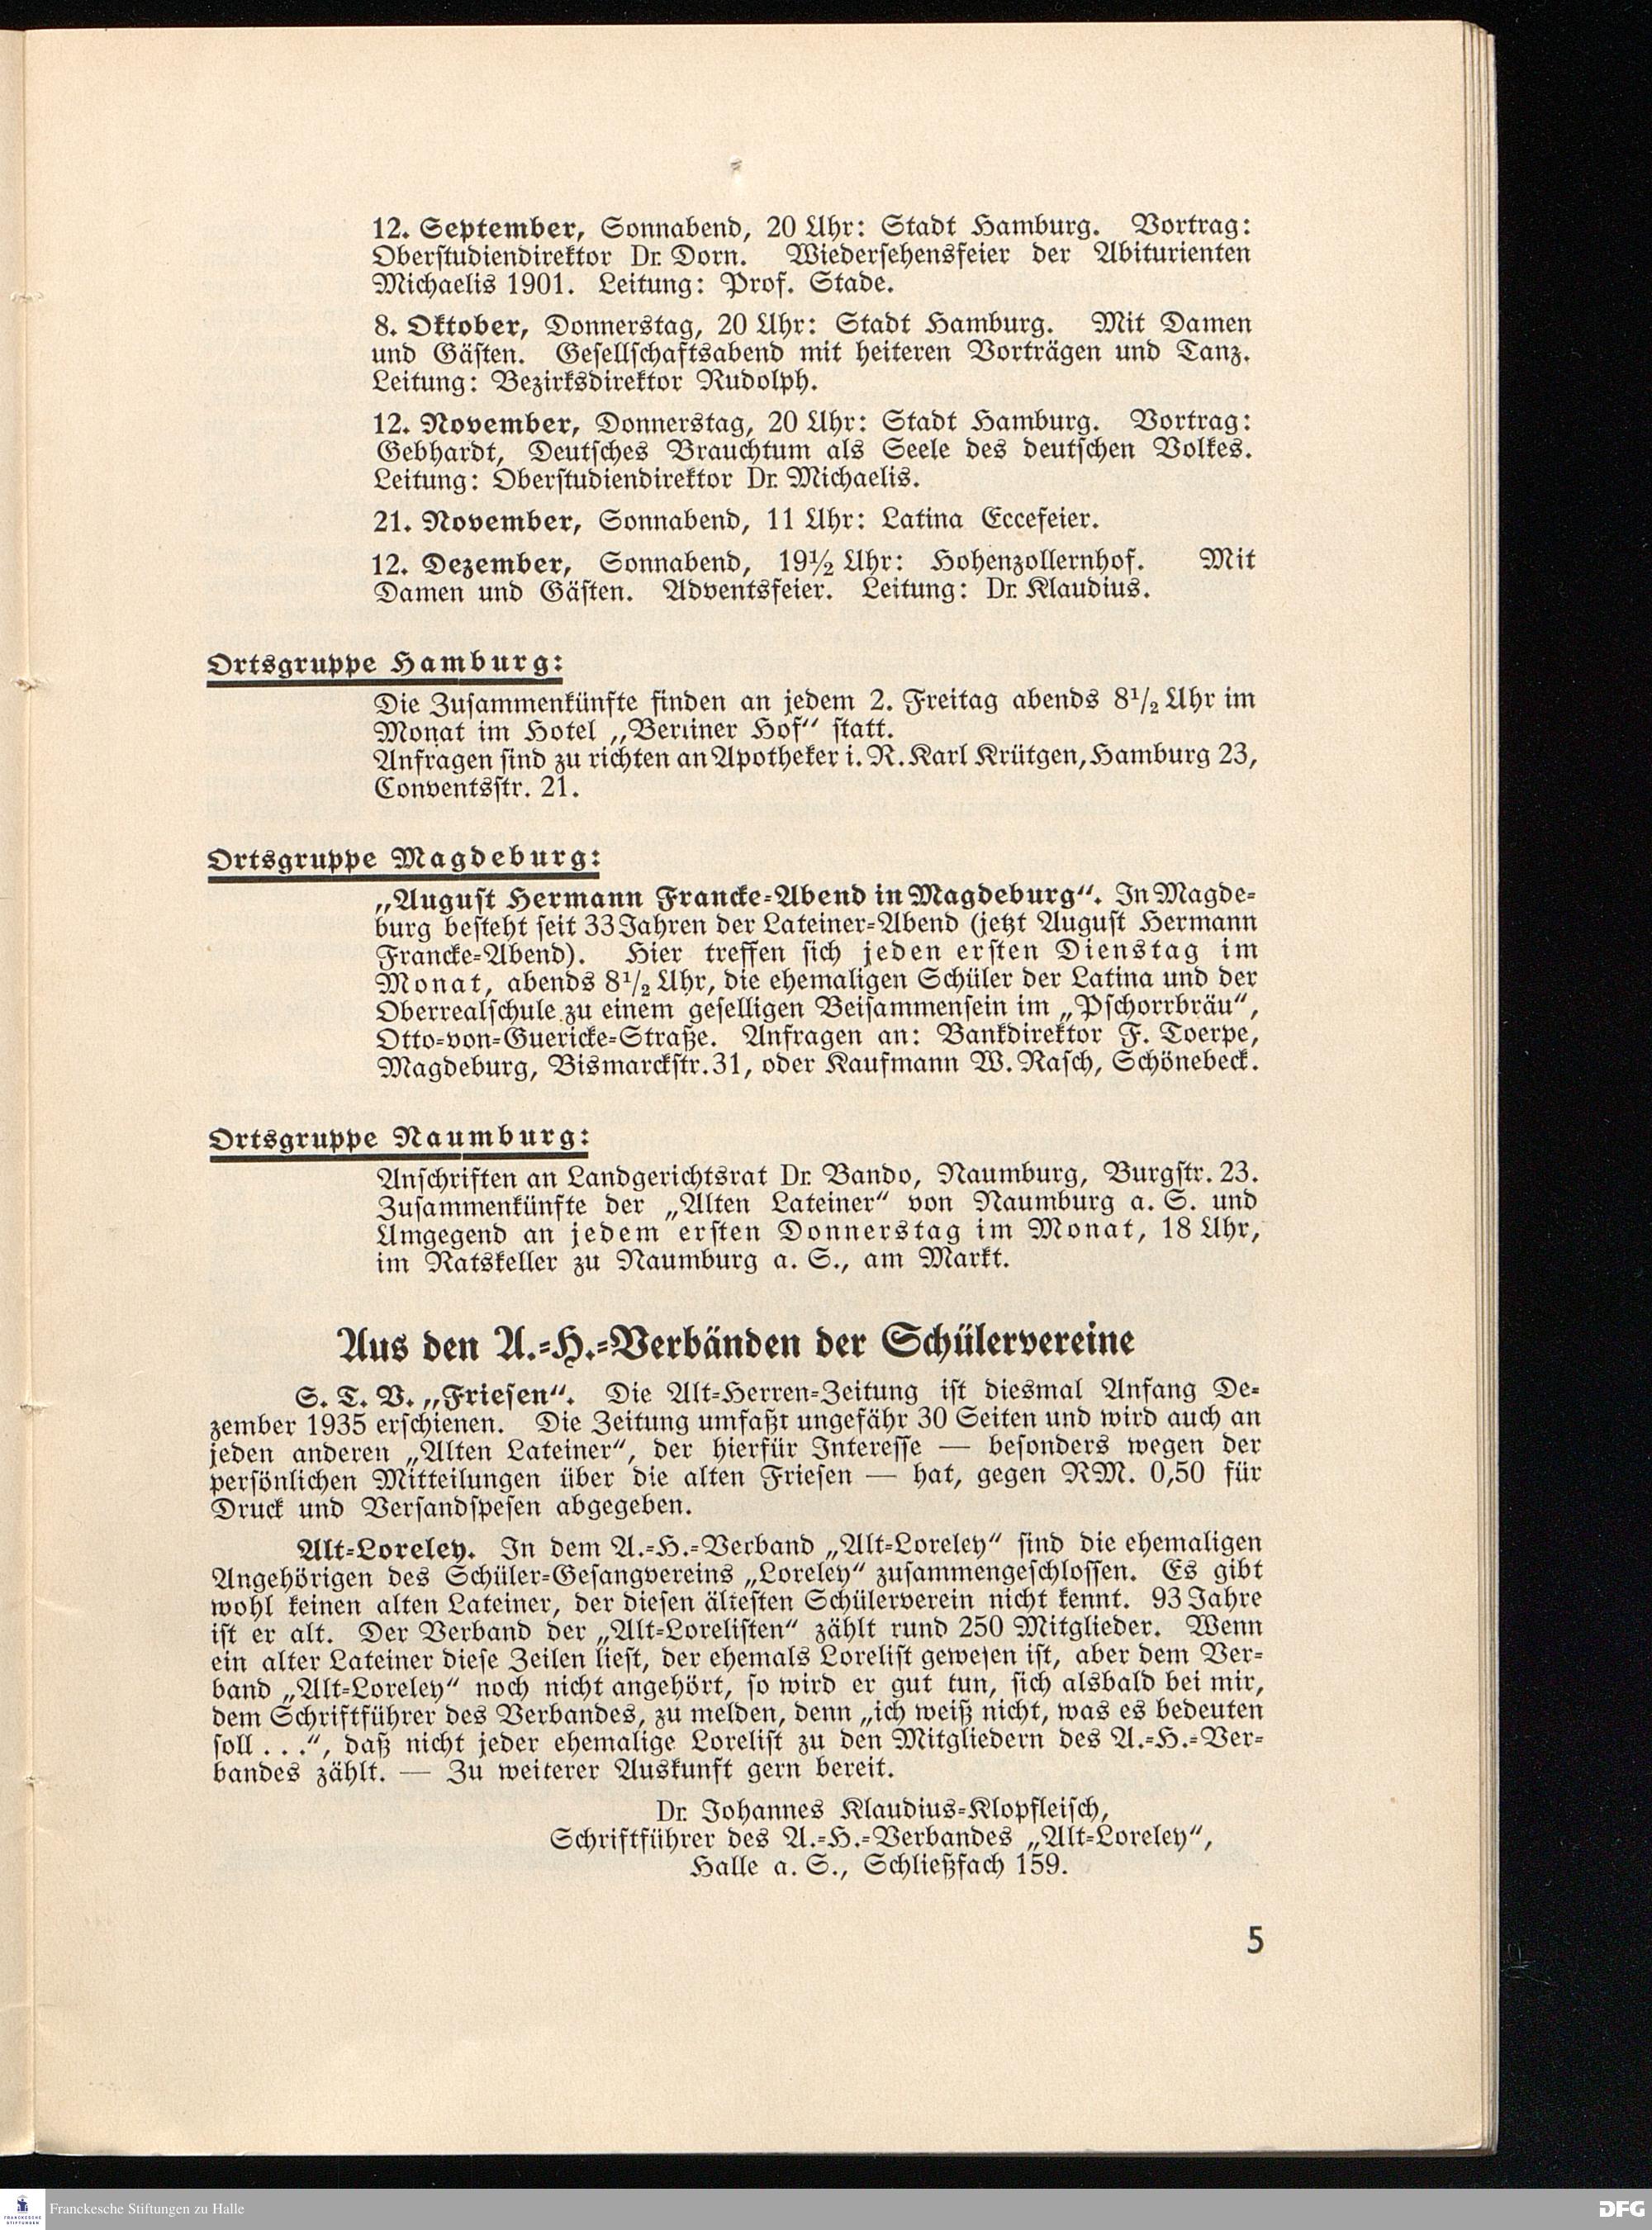 12. September, Sonnabend, 20 Uhr: Stadt Hamburg. Vortrag:
Oberstudiendirektor Dr. Dorn. Wiedersehensfeier der Abiturienten
Michaelis 1901. Leitung: Prof. Stade.
8. Oktober, Donnerstag, 20 Uhr: Stadt Hamburg. Mit Damen
und Gästen. Gesellschaftsabend mit heiteren Vorträgen und Tanz.
Leitung: Bezirksdirektor Rudolph.
12. November, Donnerstag, 20 Uhr: Stadt Hamburg. Vortrag:
Gebhardt, Deutsches Brauchtum als Seele des deutschen Volkes.
Leitung: Oberstudiendirektor Dr. Michaelis.
21. November, Sonnabend, 11 Uhr: Latina Eccefeier.
12. Dezember, Sonnabend, 19½ Uhr: Hohenzollernhof. Mit
Damen und Gästen. Adventsfeier. Leitung: Dr. Klaudius.
Ortsgruppe Hamburg:
Die Zusammenkünfte finden an jedem 2. Freitag abends 8½ Uhr im
Monat im Hotel „Berliner Hof“ statt.
Anfragen sind zu richten an Apotheker i. R. Karl Krütgen, Hamburg 23,
Conventsstr. 21.
Ortsgruppe Magdeburg:
„August Hermann Francke-Abend in Magdeburg“. In Magde-
burg besteht seit 33 Jahren der Lateiner-Abend (jetzt August Hermann
Francke-Abend). Hier treffen sich jeden ersten Dienstag im
Monat, abends 8½ Uhr, die ehemaligen Schüler der Latina und der
Oberrealschule zu einem geselligen Beisammensein im „Pschorrbräu“,
Otto-von-Guericke-Straße. Anfragen an: Bankdirektor F. Toerpe,
Magdeburg, Bismarckstr. 31, oder Kaufmann W. Rasch, Schönebeck.
Ortsgruppe Naumburg:
Anschriften an Landgerichtsrat Dr. Bando, Naumburg, Burgstr. 23.
Zusammenkünfte der „Alten Lateiner“ von Naumburg a. S. und
Umgegend an jedem ersten Donnerstag im Monat, 18 Uhr,
im Ratskeller zu Naumburg a. S., am Markt.
Aus den A.-H.-Verbänden der Schülervereine
S. T. V. „Friesen“. Die Alt-Herren-Zeitung ist diesmal Anfang De-
zember 1935 erschienen. Die Zeitung umfaßt ungefähr 30 Seiten und wird auch an
jeden anderen „Alten Lateiner“, der hierfür Interesse — besonders wegen der
persönlichen Mitteilungen über die alten Friesen — hat, gegen RM. 0,50 für
Druck und Versandspesen abgegeben.
Alt-Loreley. In dem A.-H.-Verband „Alt-Loreley“ sind die ehemaligen
Angehörigen des Schüler-Gesangvereins „Loreley“ zusammengeschlossen. Es gibt
wohl keinen alten Lateiner, der diesen ältesten Schülerverein nicht kennt. 93 Jahre
ist er alt. Der Verband der „Alt-Lorelisten“ zählt rund 250 Mitglieder. Wenn
ein alter Lateiner diese Zeilen liest, der ehemals Lorelist gewesen ist, aber dem Ver-
band „Alt-Loreley“ noch nicht angehört, so wird er gut tun, sich alsbald bei mir,
dem Schriftführer des Verbandes, zu melden, denn „ich weiß nicht, was es bedeuten
soll . . .“, daß nicht jeder ehemalige Lorelist zu den Mitgliedern des A.-H.-Ver-
bandes zählt. — Zu weiterer Auskunft gern bereit.
Dr. Johannes Klaudius-Klopfleisch,
Schriftführer des A.-H.-Verbandes „Alt-Loreley“,
Halle a. S., Schließfach 159.
5
FRANCKESCHE STIFTUNGEN
Franckesche Stiftungen zu Halle
DFG